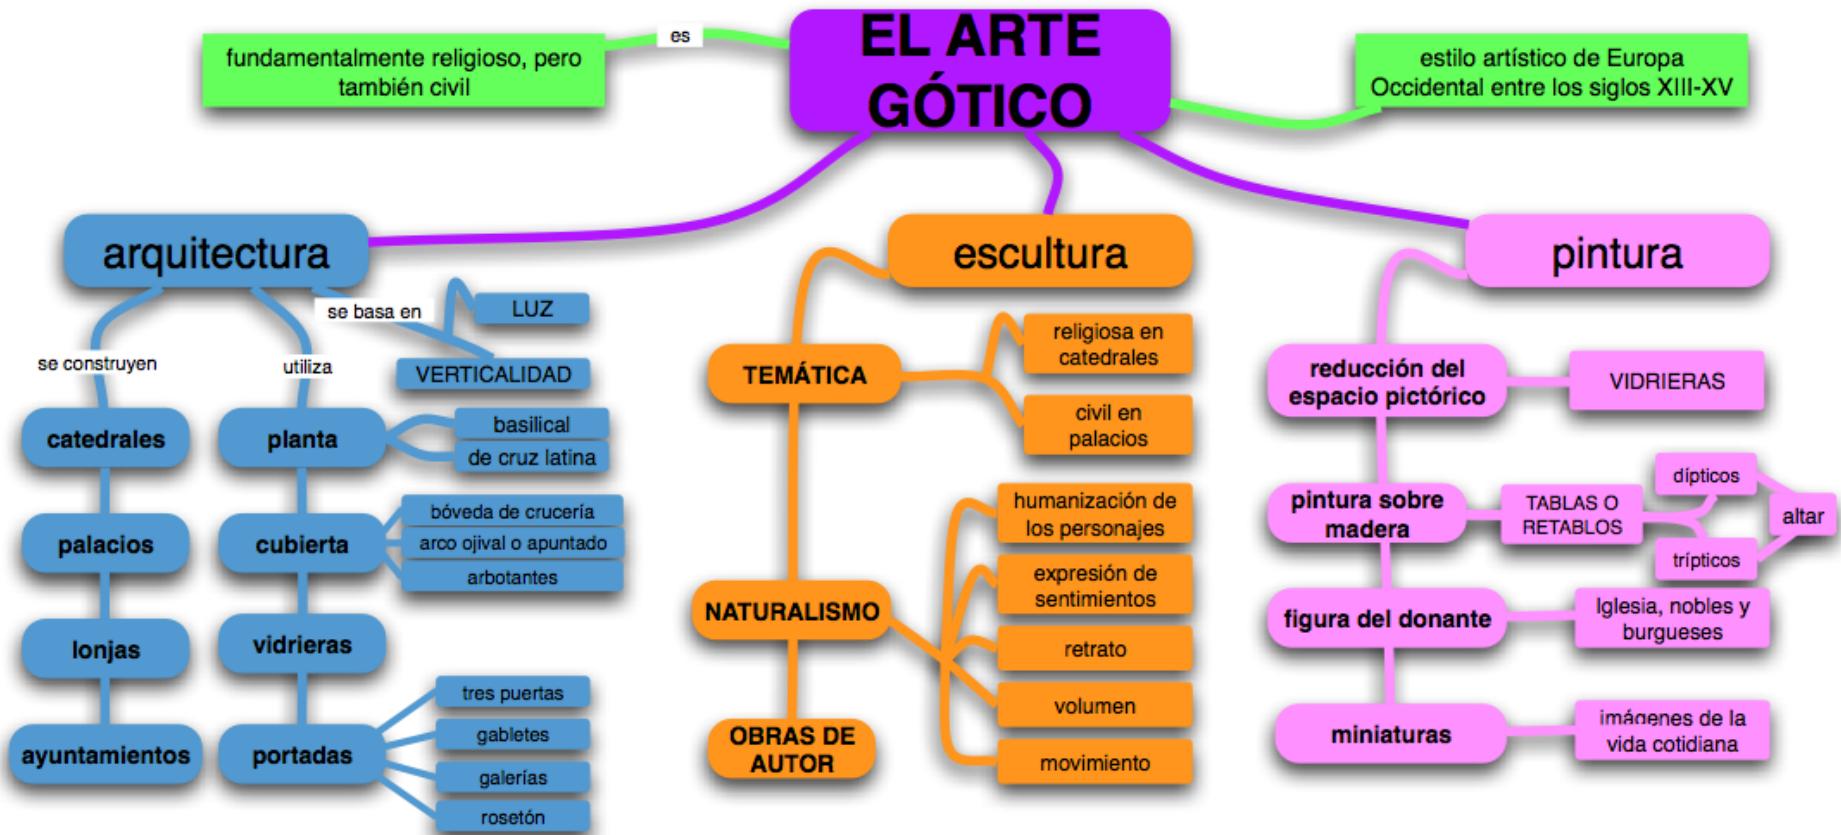 EL ARTE
GÓTICO
es
fundamentalmente religioso, pero
también civil
estilo artístico de Europa
Occidental entre los siglos XIII-XV
arquitectura
se construyen
catedrales
palacios
lonjas
ayuntamientos
utiliza
planta
basilical
de cruz latina
cubierta
bóveda de crucería
arco ojival o apuntado
arbotantes
vidrieras
portadas
tres puertas
gabletes
galerías
rosetón
se basa en
LUZ
VERTICALIDAD
escultura
TEMÁTICA
religiosa en
catedrales
civil en
palacios
NATURALISMO
humanización de
los personajes
expresión de
sentimientos
retrato
volumen
movimiento
OBRAS DE
AUTOR
pintura
reducción del
espacio pictórico
VIDRIERAS
pintura sobre
madera
TABLAS O
RETABLOS
dípticos
trípticos
altar
figura del donante
Iglesia, nobles y
burgueses
miniaturas
imágenes de la
vida cotidiana